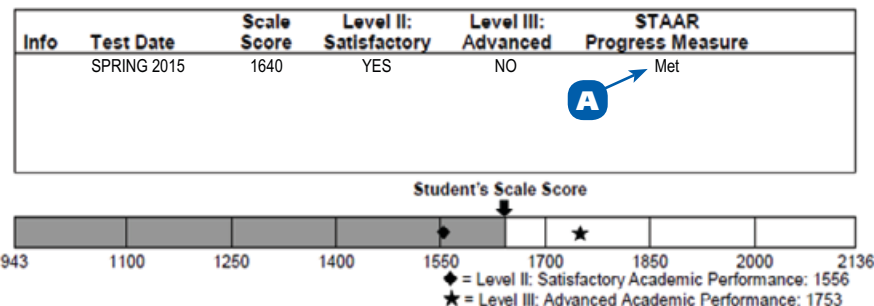 Info Test Date Scale Score Level II: Satisfactory Level III: Advanced STAAR Progress Measure
SPRING 2015 1640 YES NO Met
A
Student's Scale Score
943 1100 1250 1400 1550 1700 1850 2000 2136
◆ = Level II: Satisfactory Academic Performance: 1556
★ = Level III: Advanced Academic Performance: 1753